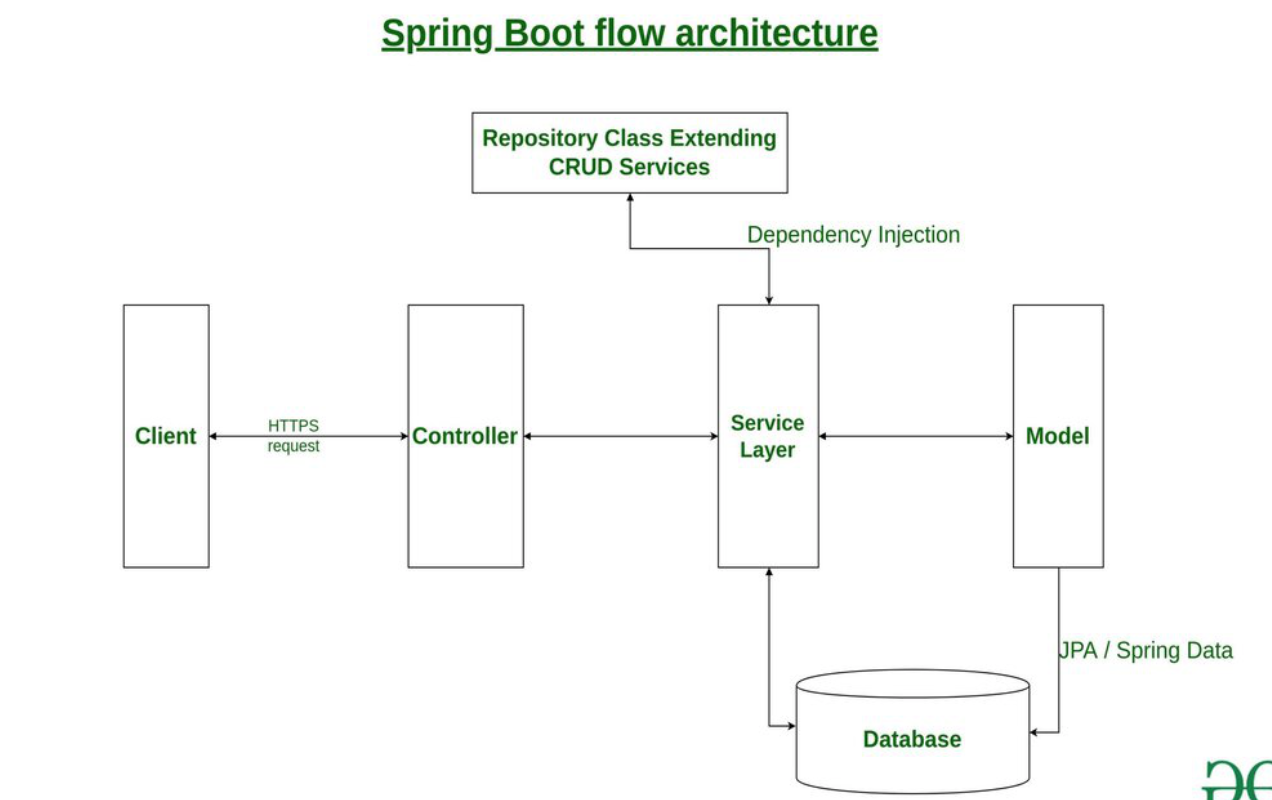 Spring Boot flow architecture
Repository Class Extending
CRUD Services
Dependency Injection
Client
HTTPS
request
Controller
Service
Layer
Model
JPA / Spring Data
Database